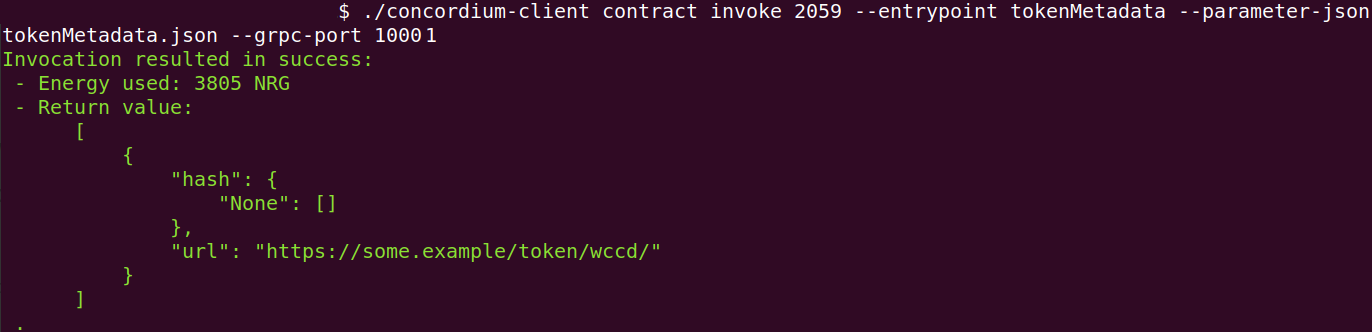 $ ./concordium-client contract invoke 2059 --entrypoint tokenMetadata --parameter-json
tokenMetadata.json --grpc-port 10001
Invocation resulted in success:
- Energy used: 3805 NRG
- Return value:
[
{
"hash": {
"None": []
},
"url": "https://some.example/token/wccd/"
}
]
.